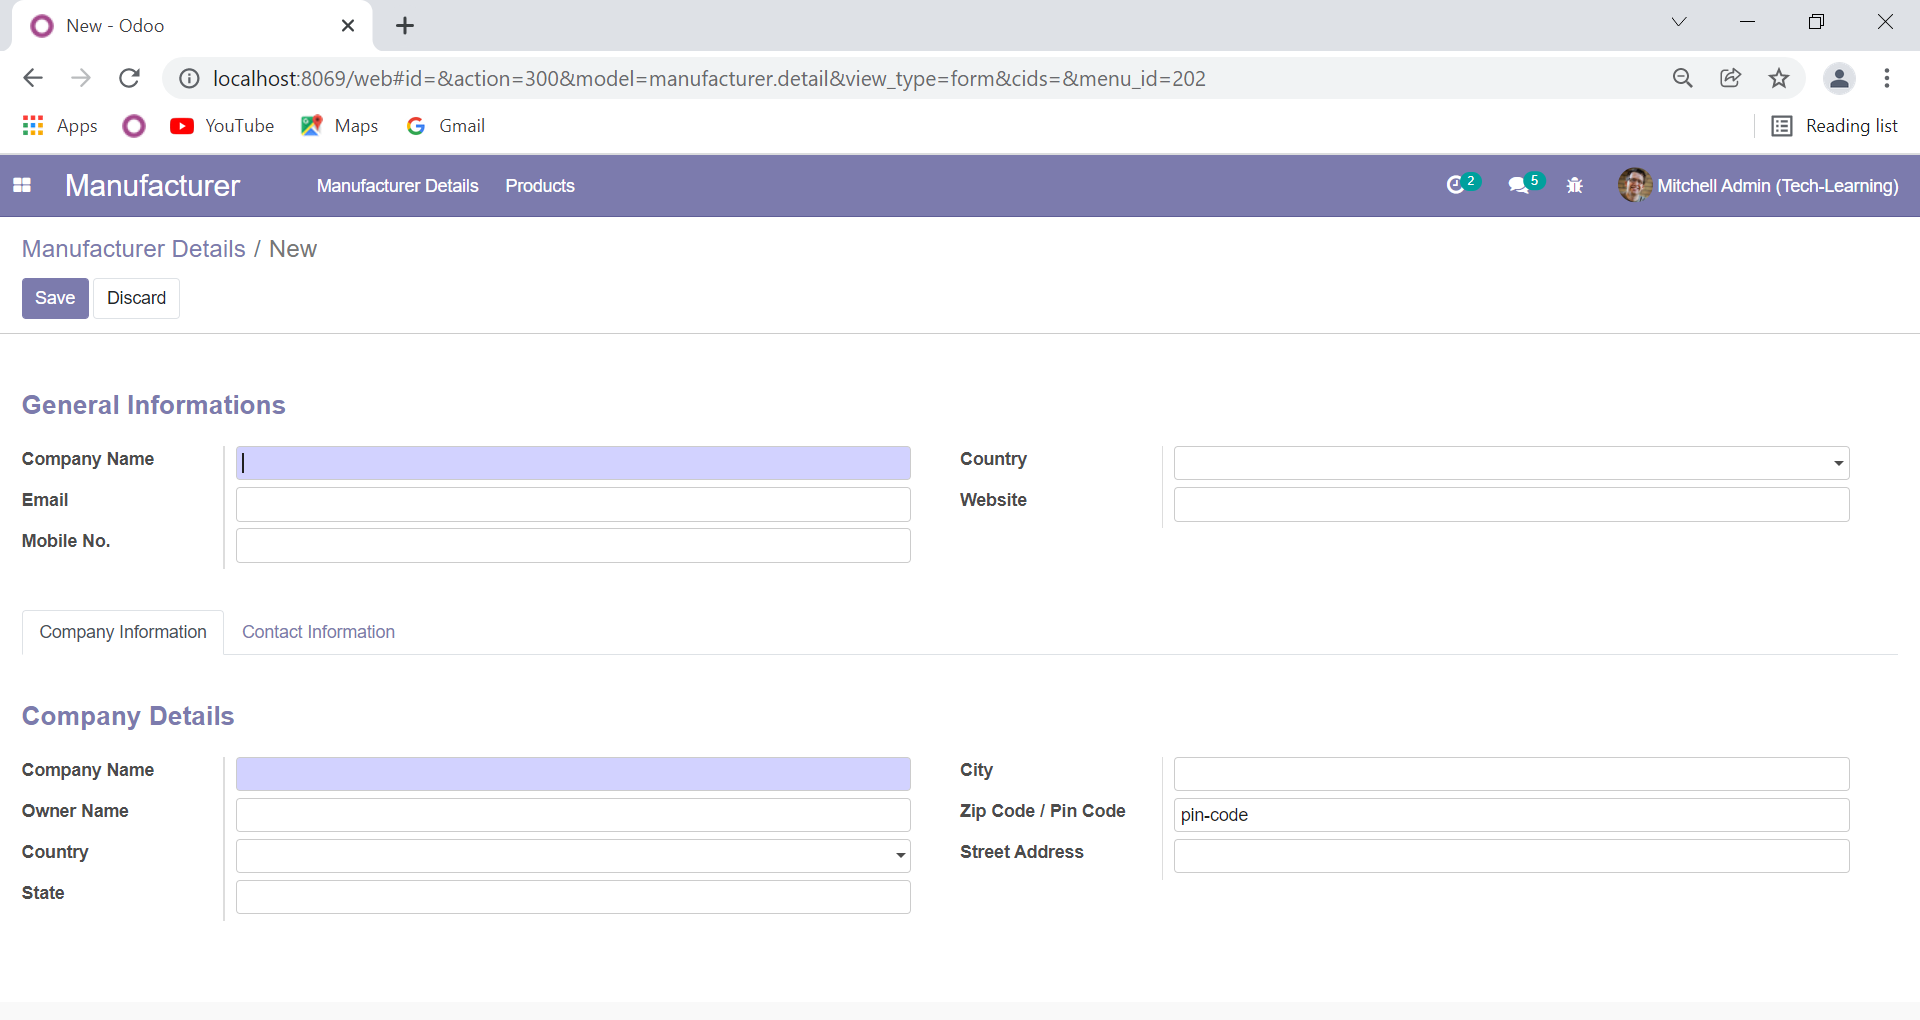 New - Odoo
localhost:8069/web#id=&action=300&model=manufacturer.detail&view_type=form&cids=&menu_id=202
Apps YouTube Maps Gmail Reading list
Manufacturer Manufacturer Details Products 2 5 Mitchell Admin (Tech-Learning)
Manufacturer Details / New
Save Discard
General Informations
Company Name Country
Email Website
Mobile No.
Company Information Contact Information
Company Details
Company Name City
Owner Name Zip Code / Pin Code pin-code
Country Street Address
State